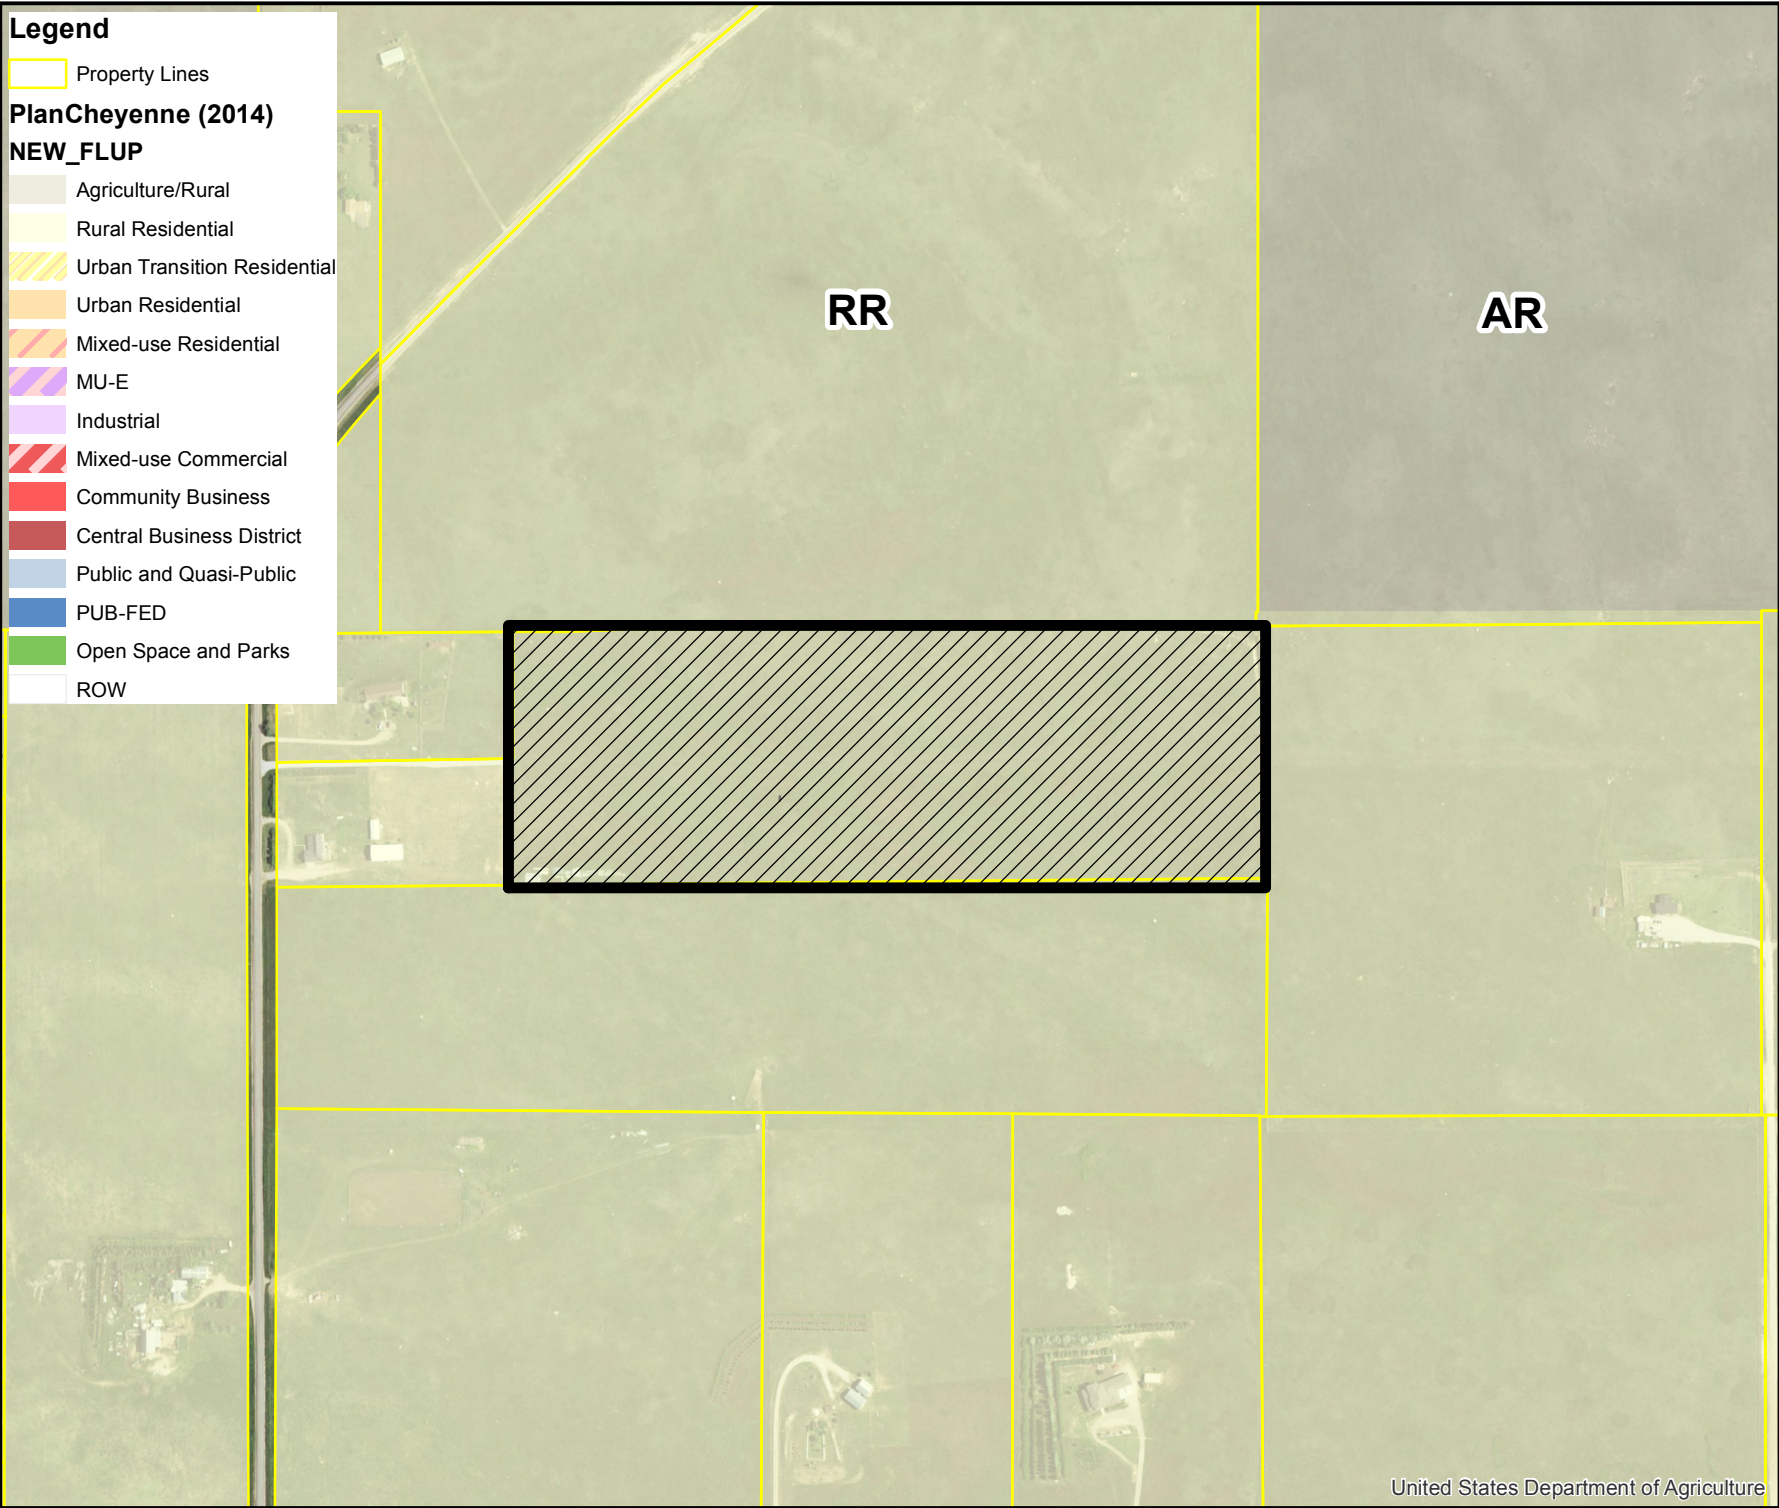 Legend
Property Lines
PlanCheyenne (2014)
NEW_FLUP
Agriculture/Rural
Rural Residential
Urban Transition Residential
Urban Residential
Mixed-use Residential
MU-E
Industrial
Mixed-use Commercial
Community Business
Central Business District
Public and Quasi-Public
PUB-FED
Open Space and Parks
ROW
RR
AR
United States Department of Agriculture